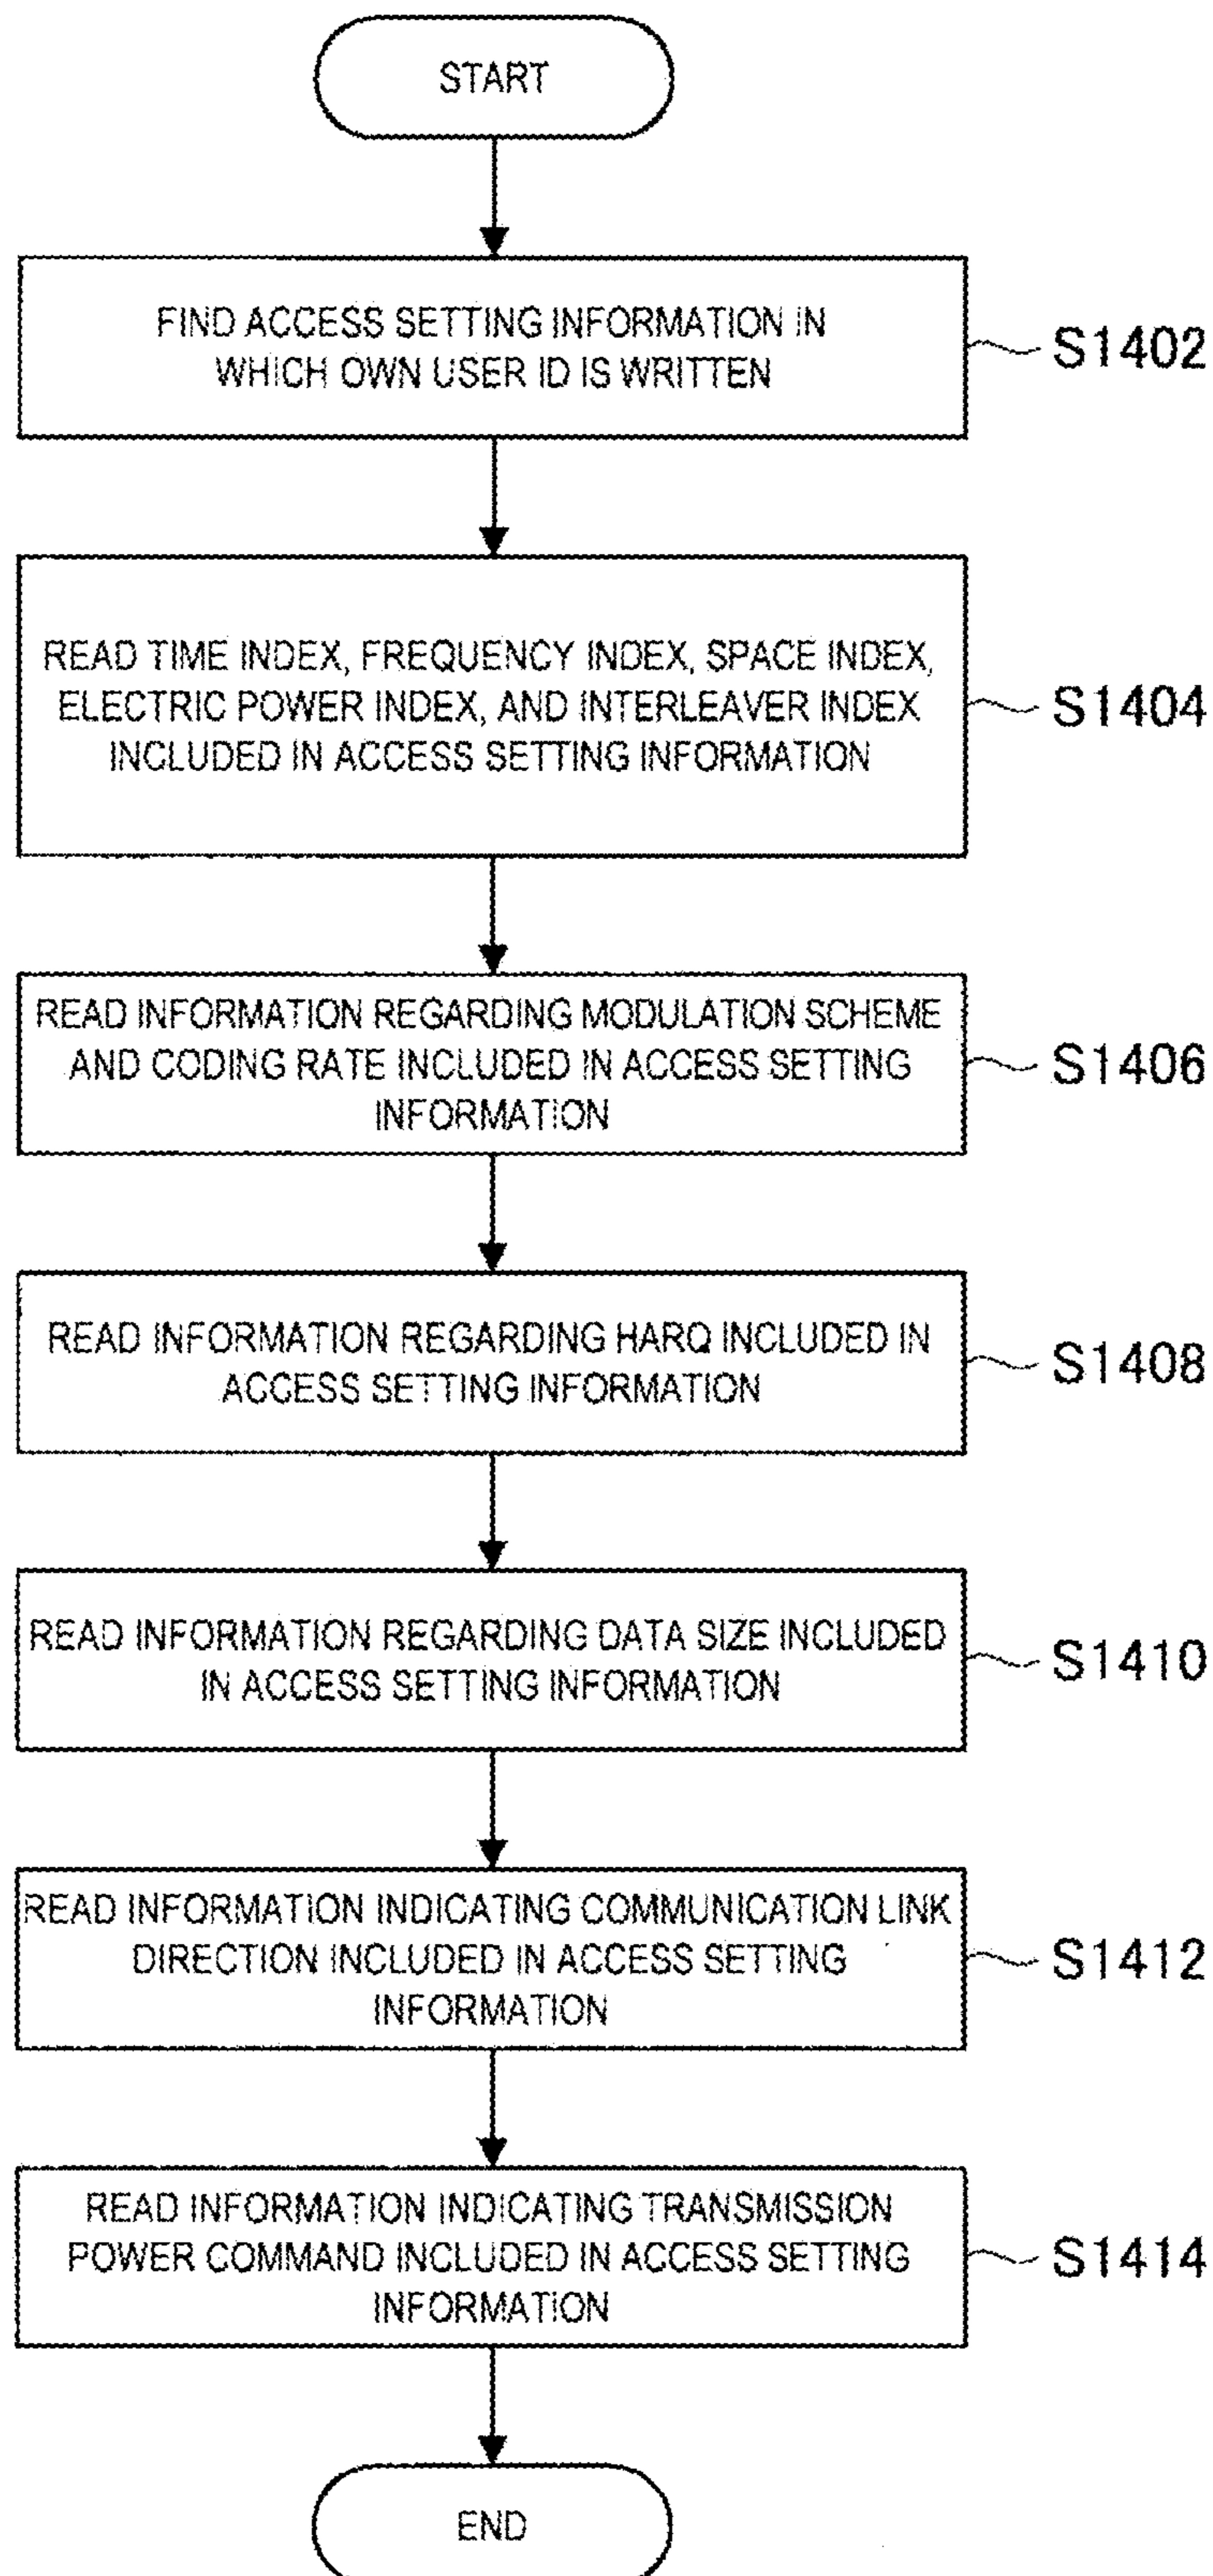 START
FIND ACCESS SETTING INFORMATION IN
WHICH OWN USER ID IS WRITTEN
S1402
READ TIME INDEX, FREQUENCY INDEX, SPACE INDEX,
ELECTRIC POWER INDEX, AND INTERLEAVER INDEX
INCLUDED IN ACCESS SETTING INFORMATION
S1404
READ INFORMATION REGARDING MODULATION SCHEME
AND CODING RATE INCLUDED IN ACCESS SETTING
INFORMATION
S1406
READ INFORMATION REGARDING HARQ INCLUDED IN
ACCESS SETTING INFORMATION
S1408
READ INFORMATION REGARDING DATA SIZE INCLUDED
IN ACCESS SETTING INFORMATION
S1410
READ INFORMATION INDICATING COMMUNICATION LINK
DIRECTION INCLUDED IN ACCESS SETTING
INFORMATION
S1412
READ INFORMATION INDICATING TRANSMISSION
POWER COMMAND INCLUDED IN ACCESS SETTING
INFORMATION
S1414
END